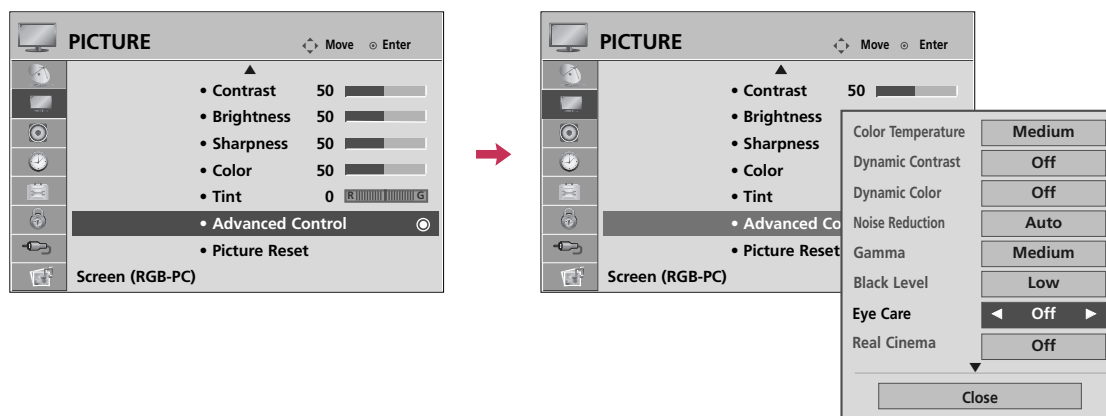 PICTURE Move Enter
• Contrast 50
• Brightness 50
• Sharpness 50
• Color 50
• Tint 0 R G
• Advanced Control
• Picture Reset
Screen (RGB-PC)
PICTURE Move Enter
• Contrast 50
• Brightness
• Sharpness
• Color
• Tint
• Advanced Co
• Picture Reset
Screen (RGB-PC)
Color Temperature Medium
Dynamic Contrast Off
Dynamic Color Off
Noise Reduction Auto
Gamma Medium
Black Level Low
Eye Care Off
Real Cinema Off
Close